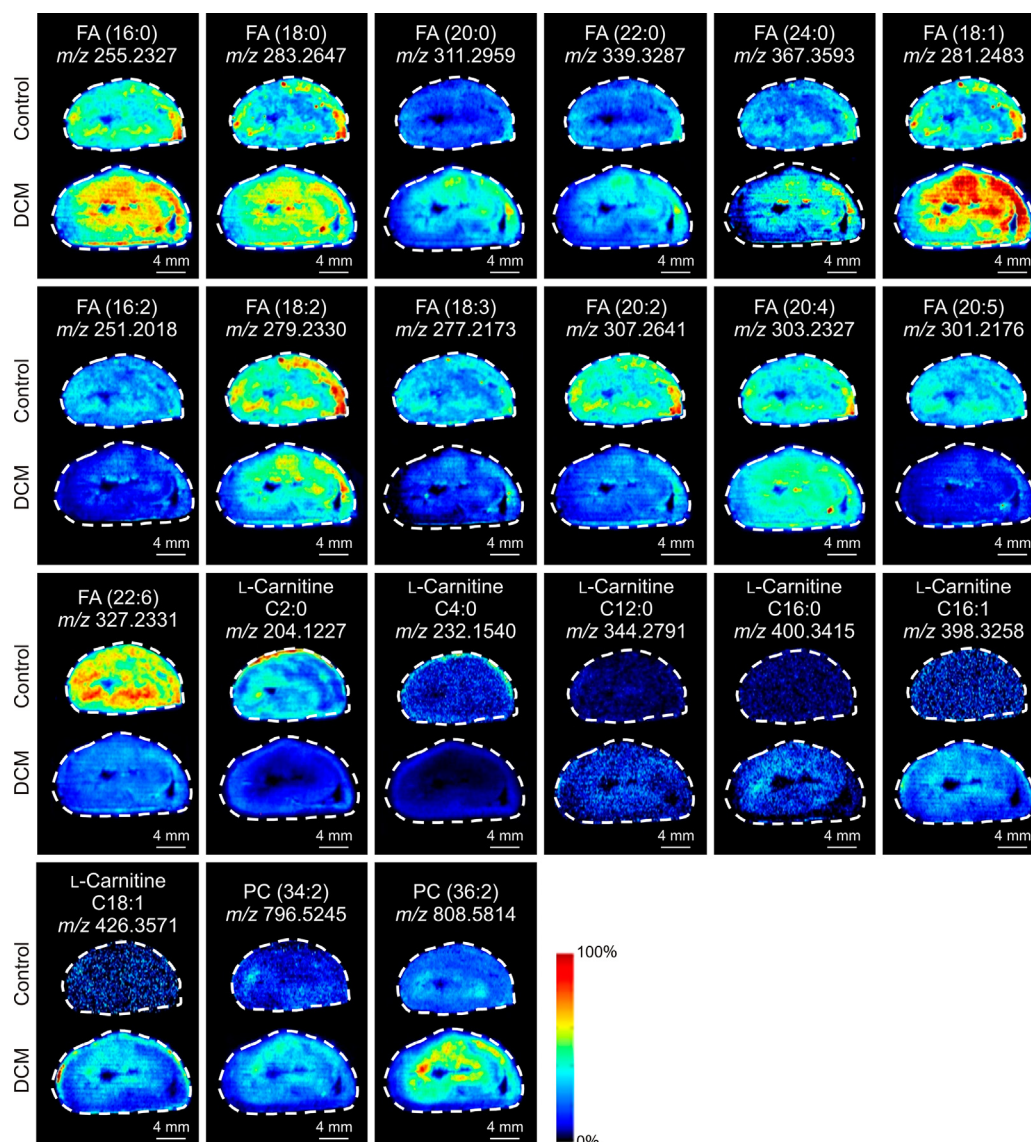 FA (16:0)
m/z 255.2327
FA (18:0)
m/z 283.2647
FA (20:0)
m/z 311.2959
FA (22:0)
m/z 339.3287
FA (24:0)
m/z 367.3593
FA (18:1)
m/z 281.2483
Control
DCM
4 mm
4 mm
4 mm
4 mm
4 mm
4 mm
FA (16:2)
m/z 251.2018
FA (18:2)
m/z 279.2330
FA (18:3)
m/z 277.2173
FA (20:2)
m/z 307.2641
FA (20:4)
m/z 303.2327
FA (20:5)
m/z 301.2176
Control
DCM
4 mm
4 mm
4 mm
4 mm
4 mm
4 mm
FA (22:6)
m/z 327.2331
L-Carnitine
C2:0
m/z 204.1227
L-Carnitine
C4:0
m/z 232.1540
L-Carnitine
C12:0
m/z 344.2791
L-Carnitine
C16:0
m/z 400.3415
L-Carnitine
C16:1
m/z 398.3258
Control
DCM
4 mm
4 mm
4 mm
4 mm
4 mm
4 mm
L-Carnitine
C18:1
m/z 426.3571
PC (34:2)
m/z 796.5245
PC (36:2)
m/z 808.5814
Control
DCM
4 mm
4 mm
4 mm
100%
0%